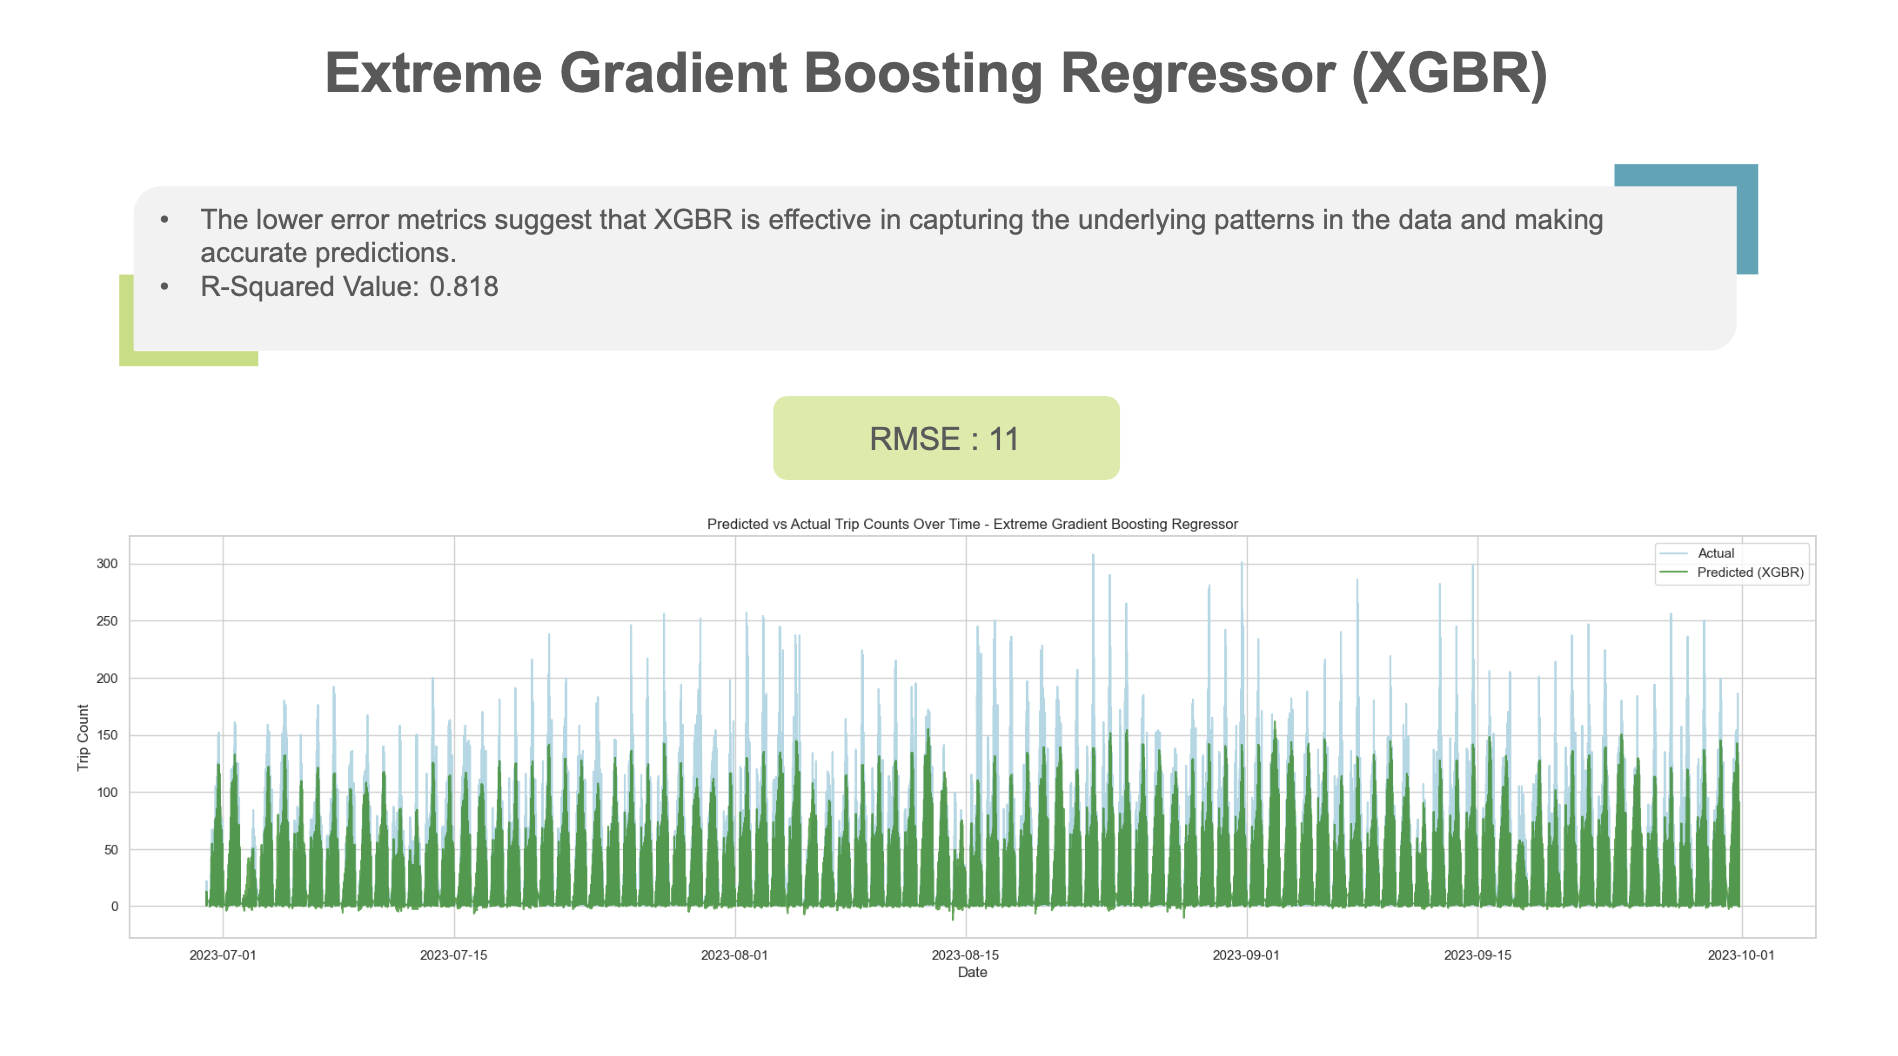 Extreme Gradient Boosting Regressor (XGBR)
• The lower error metrics suggest that XGBR is effective in capturing the underlying patterns in the data and making
accurate predictions.
• R-Squared Value: 0.818
RMSE : 11
Predicted vs Actual Trip Counts Over Time - Extreme Gradient Boosting Regressor
Actual
Predicted (XGBR)
Trip Count
300
250
200
150
100
50
0
2023-07-01 2023-07-15 2023-08-01 2023-08-15 2023-09-01 2023-09-15 2023-10-01
Date